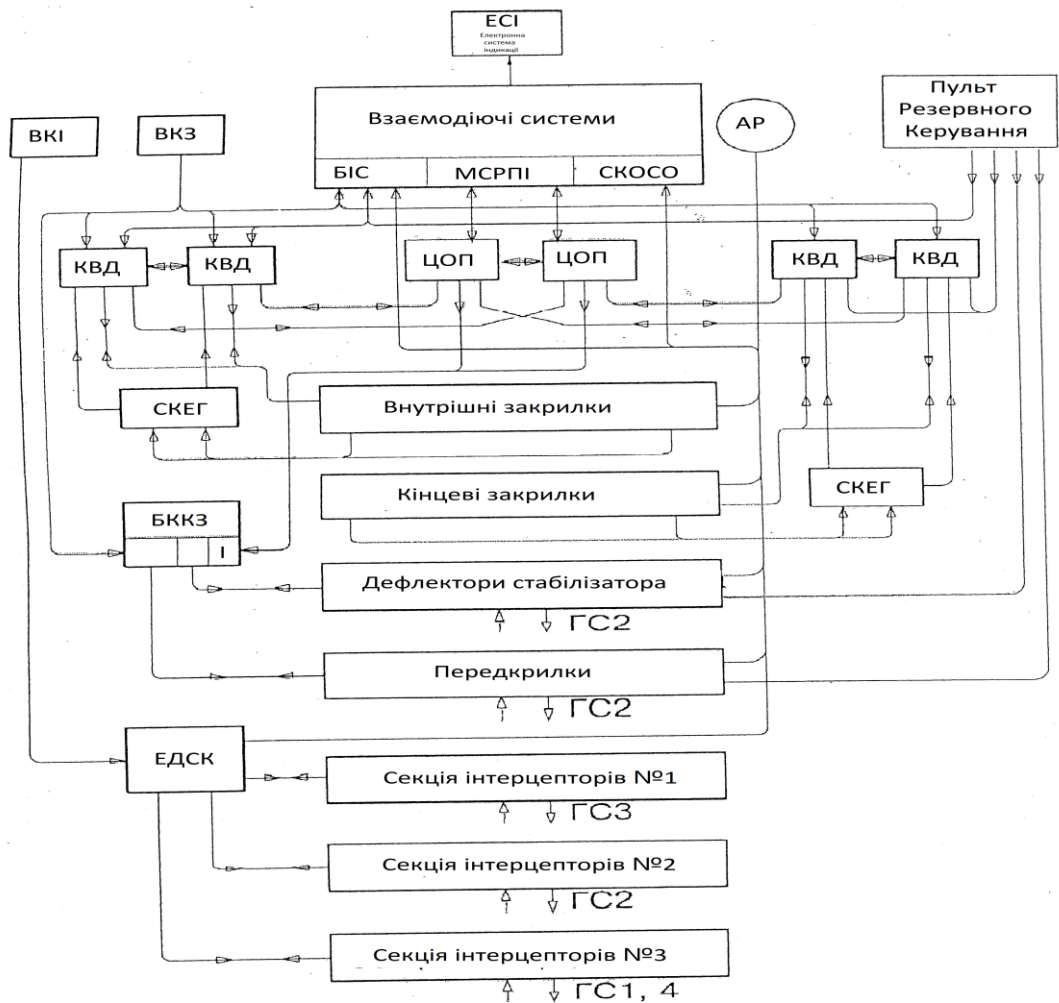 ЕСІ
Електронна
система
Індикації
Взаємодіючі системи
БІС
МСРПІ
СКОСО
АР
Пульт
Резервного
Керування
ВКІ
ВКЗ
КВД
КВД
ЦОП
ЦОП
КВД
КВД
СКЕГ
Внутрішні закрилки
Кінцеві закрилки
СКЕГ
БККЗ
І
Дефлектори стабілізатора
ГС2
Передкрилки
ГС2
ЕДСК
Секція інтерцепторів №1
ГС3
Секція інтерцепторів №2
ГС2
Секція інтерцепторів №3
ГС1, 4